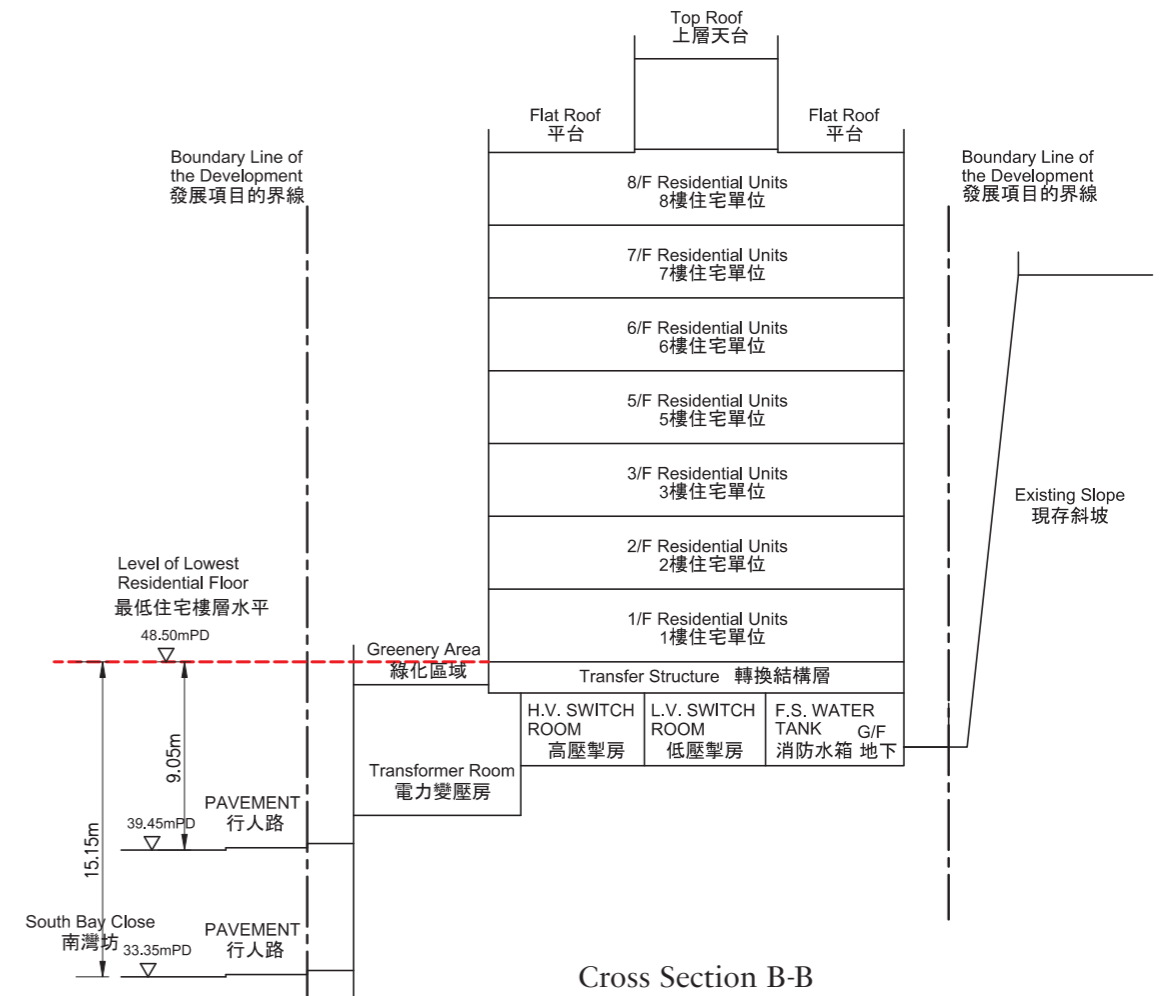 Top Roof
上層天台
Flat Roof
平台
Flat Roof
平台
Boundary Line of
the Development
發展項目的界線
Boundary Line of
the Development
發展項目的界線
8/F Residential Units
8樓住宅單位
7/F Residential Units
7樓住宅單位
6/F Residential Units
6樓住宅單位
5/F Residential Units
5樓住宅單位
3/F Residential Units
3樓住宅單位
Existing Slope
現存斜坡
2/F Residential Units
2樓住宅單位
Level of Lowest
Residential Floor
最低住宅樓層水平
48.50mPD
1/F Residential Units
1樓住宅單位
Greenery Area
綠化區域
Transfer Structure 轉換結構層
H.V. SWITCH
ROOM
高壓掣房
L.V. SWITCH
ROOM
低壓掣房
F.S. WATER
TANK
消防水箱
G/F
地下
Transformer Room
電力變壓房
9.05m
15.15m
PAVEMENT
行人路
39.45mPD
South Bay Close
南灣坊
PAVEMENT
行人路
33.35mPD
Cross Section B-B